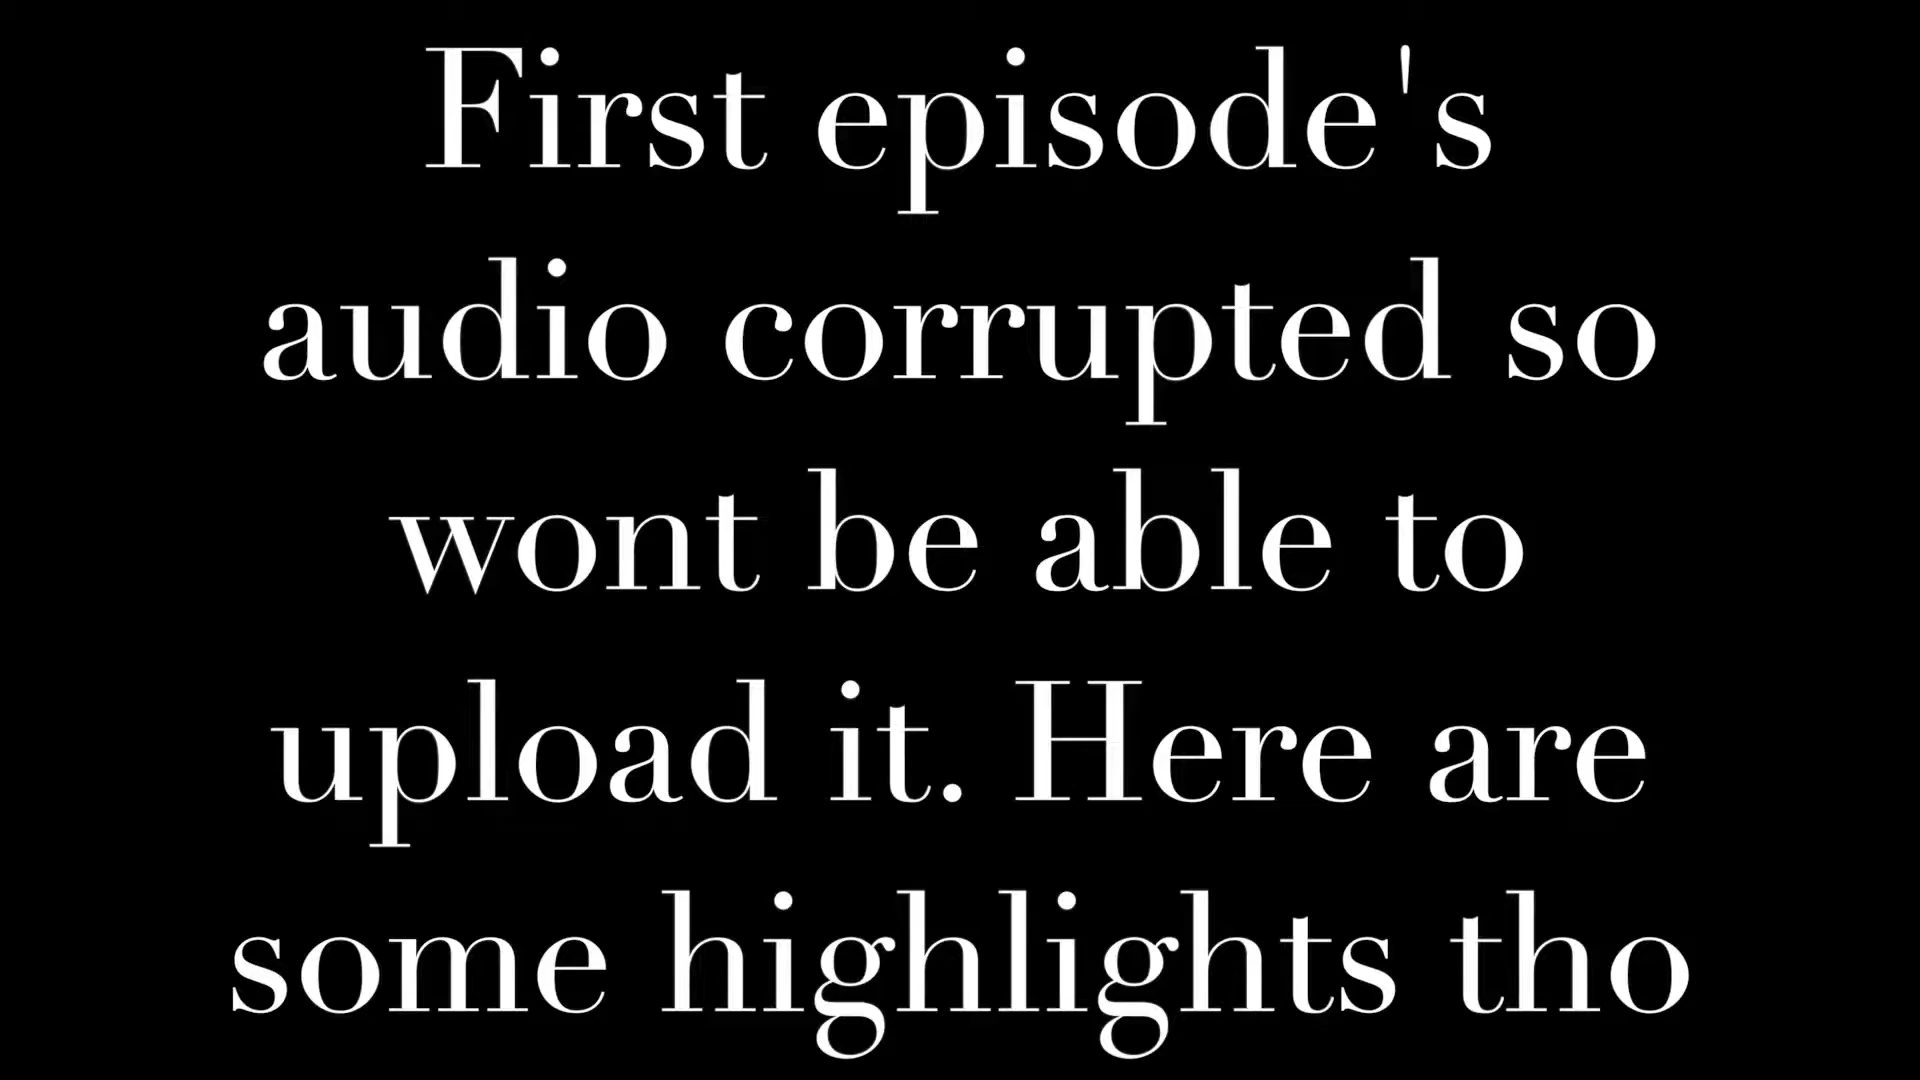 First episode's
audio corrupted so
wont be able to
upload it. Here are
some highlights tho